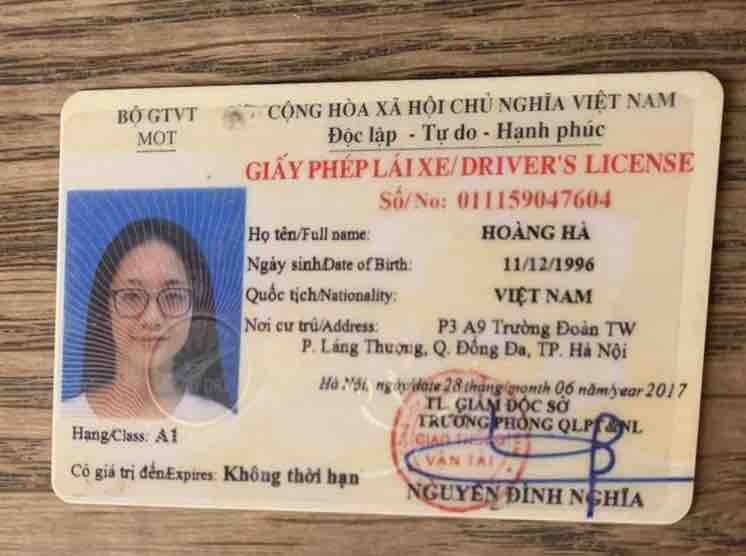 BỘ GTVT
MOT
CỘNG HÒA XÃ HỘI CHỦ NGHĨA VIỆT NAM
Độc lập - Tự do - Hạnh phúc
GIẤY PHÉP LÁI XE/ DRIVER'S LICENSE
Số/No: 011159047604
Họ tên/Full name: HOÀNG HÀ
Ngày sinh/Date of Birth: 11/12/1996
Quốc tịch/Nationality: VIỆT NAM
Nơi cư trú/Address: P3 A9 Trường Đoàn TW
P. Láng Thượng, Q. Đống Đa, TP. Hà Nội
Hà Nội, ngày/date 28 tháng/month 06 năm/year 2017
TL. GIÁM ĐỐC SỞ
TRƯỞNG PHÒNG QLPT&NL
GIAO THÔNG
VẬN TẢI
NGUYỄN ĐÌNH NGHĨA
Hạng/Class: A1
Có giá trị đến/Expires: Không thời hạn